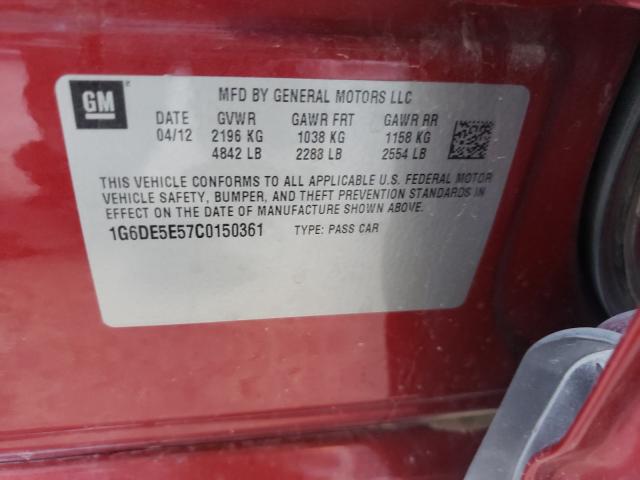 GM
MFD BY GENERAL MOTORS LLC
DATE GVWR GAWR FRT GAWR RR
04/12 2196 KG 1038 KG 1158 KG
4842 LB 2288 LB 2554 LB
THIS VEHICLE CONFORMS TO ALL APPLICABLE U.S. FEDERAL MOTOR
VEHICLE SAFETY, BUMPER, AND THEFT PREVENTION STANDARDS IN
EFFECT ON THE DATE OF MANUFACTURE SHOWN ABOVE.
1G6DE5E57C0150361 TYPE: PASS CAR